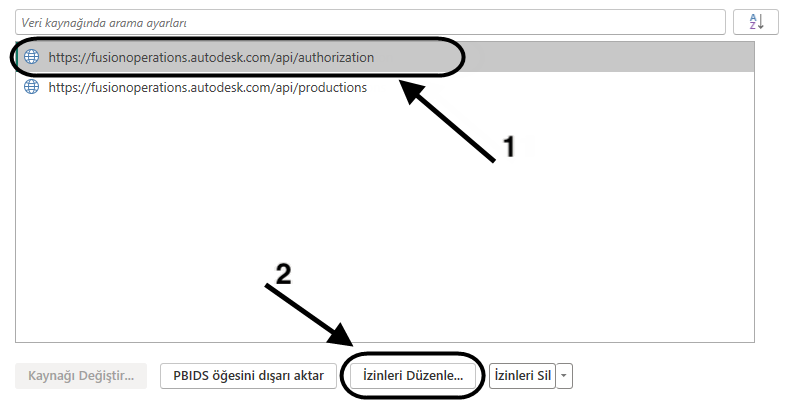 Veri kaynağında arama ayarları
A
Z
https://fusionoperations.autodesk.com/api/authorization
https://fusionoperations.autodesk.com/api/productions
1
2
Kaynağı Değiştir... PBIDS öğesini dışarı aktar İzinleri Düzenle... İzinleri Sil